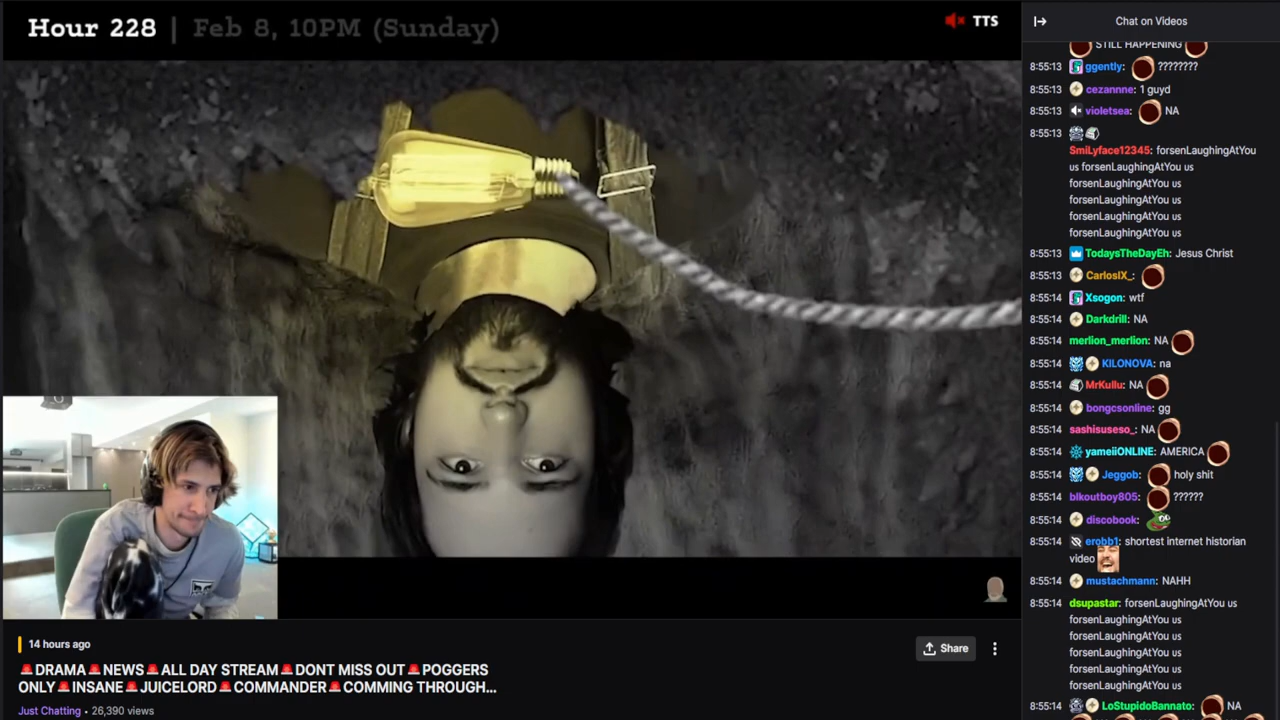 Hour 228 | Feb 8, 10PM (Sunday)
TTS
Chat on Videos
STILL HAPPENING
8:55:13 ggently: ????????
8:55:13 cezannne: 1 guyd
8:55:13 violetsea: NA
8:55:13
SmiLyface12345: forsenLaughingAtYou
us forsenLaughingAtYou us
forsenLaughingAtYou us
forsenLaughingAtYou us
forsenLaughingAtYou us
forsenLaughingAtYou us
8:55:13 TodaysTheDayEh: Jesus Christ
8:55:13 CarlosIX_:
8:55:14 Xsogon: wtf
8:55:14 Darkdrill: NA
8:55:14 merlion_merlion: NA
8:55:14 KILONOVA: na
8:55:14 MrKullu: NA
8:55:14 bongcsonline: gg
8:55:14 sashisuseso_: NA
8:55:14 yameiiONLINE: AMERICA
8:55:14 Jeggob: holy shit
8:55:14 blkoutboy805: ??????
8:55:14 discobook:
8:55:14 erobb1: shortest internet historian
video
8:55:14 mustachmann: NAHH
8:55:14 dsupastar: forsenLaughingAtYou us
forsenLaughingAtYou us
forsenLaughingAtYou us
forsenLaughingAtYou us
forsenLaughingAtYou us
forsenLaughingAtYou us
8:55:14 LoStupidoBannato: NA
14 hours ago
Share
🚨DRAMA🚨NEWS🚨ALL DAY STREAM🚨DONT MISS OUT🚨POGGERS
ONLY🚨INSANE🚨JUICELORD🚨COMMANDER🚨COMMING THROUGH...
Just Chatting • 26,390 views